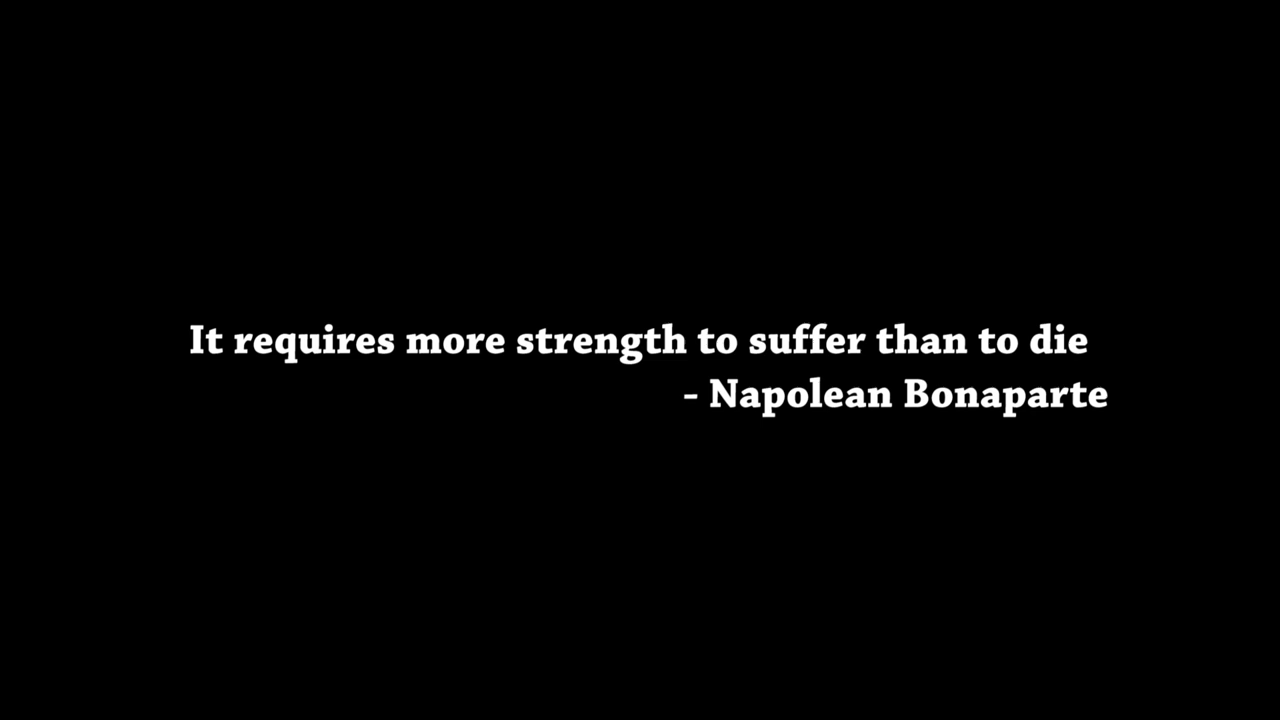 It requires more strength to suffer than to die
- Napolean Bonaparte